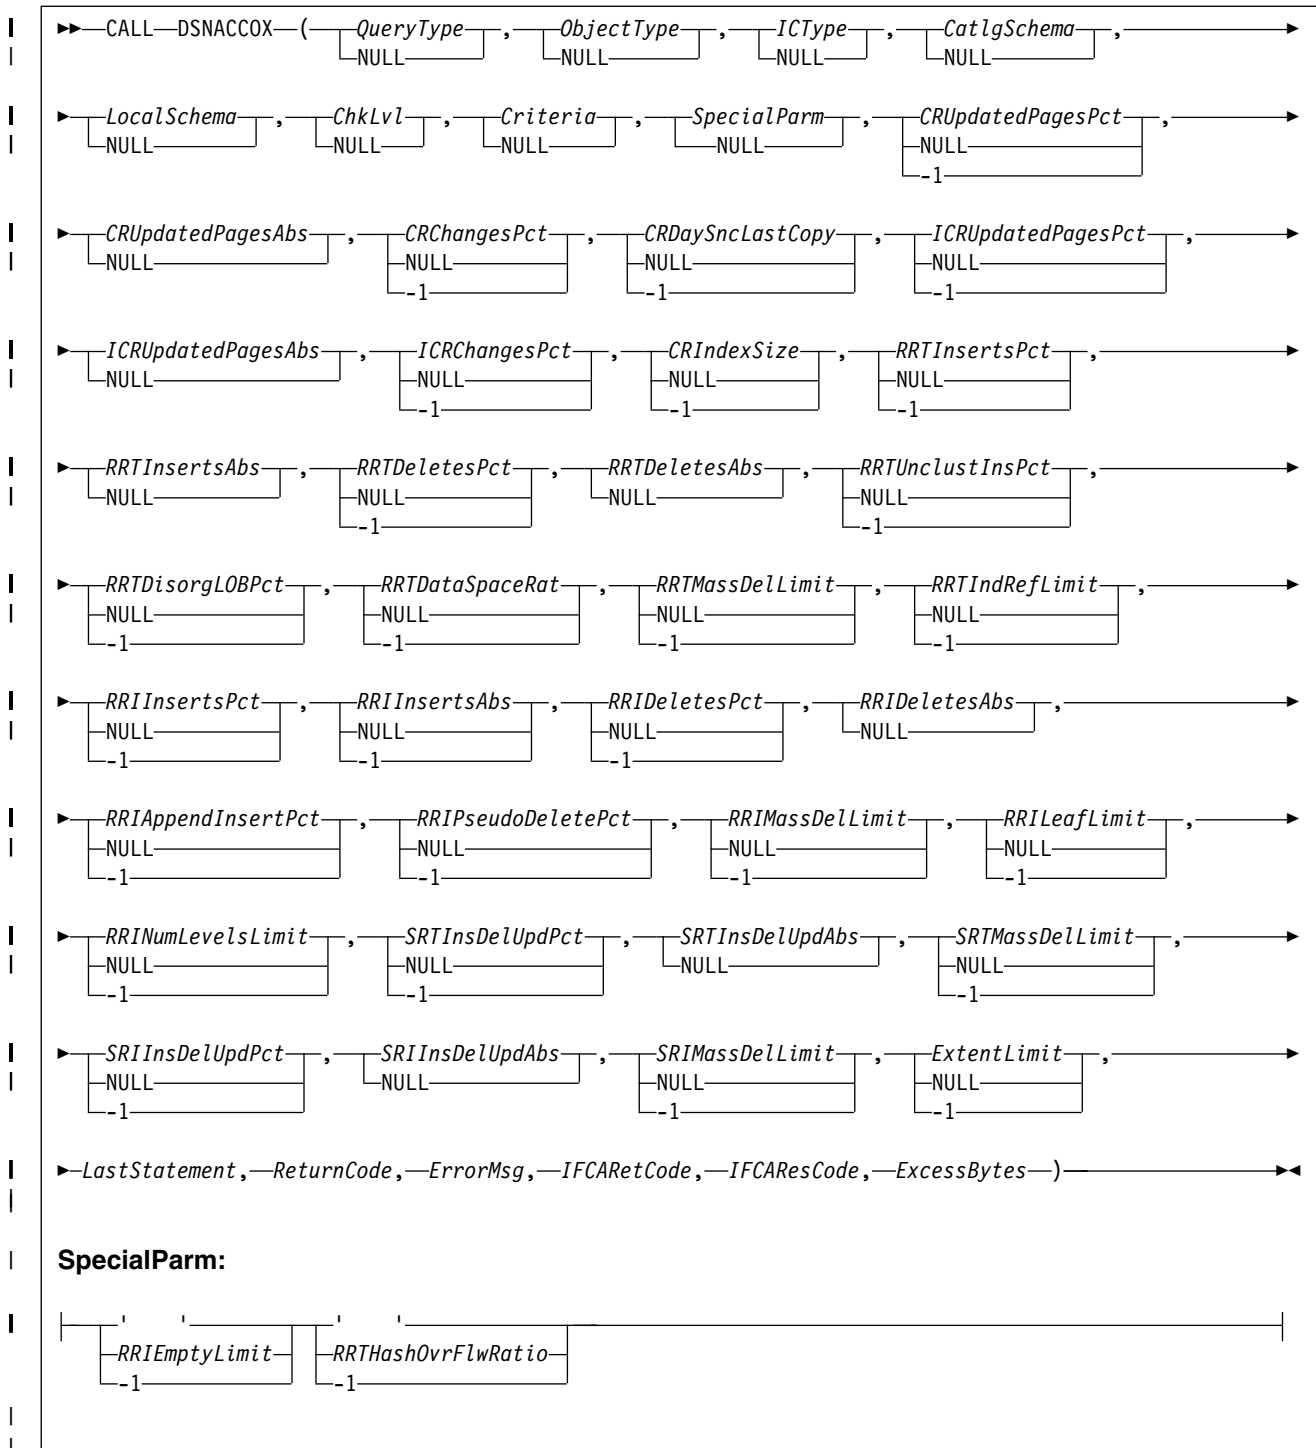 CALL DSNACCOX ( QueryType , ObjectType , ICType , CatlgSchema ,
NULL NULL NULL NULL
LocalSchema , ChkLvl , Criteria , SpecialParm , CRUpdatedPagesPct ,
NULL NULL NULL NULL NULL
-1
CRUpdatedPagesAbs , CRChangesPct , CRDaySncLastCopy , ICRUpdatedPagesPct ,
NULL NULL NULL NULL
-1 -1 -1
ICRUpdatedPagesAbs , ICRChangesPct , CRIndexSize , RRTInsertsPct ,
NULL NULL NULL NULL
-1 -1 -1
RRTInsertsAbs , RRTDeletesPct , RRTDeletesAbs , RRTUnclustInsPct ,
NULL NULL NULL NULL
-1 -1
RRTDisorgLOBPct , RRTDataSpaceRat , RRTMassDelLimit , RRTIndRefLimit ,
NULL NULL NULL NULL
-1 -1 -1 -1
RRIInsertsPct , RRIInsertsAbs , RRIDeletesPct , RRIDeletesAbs ,
NULL NULL NULL NULL
-1 -1 -1
RRIAppendInsertPct , RRIPseudoDeletePct , RRIMassDelLimit , RRILeafLimit ,
NULL NULL NULL NULL
-1 -1 -1 -1
RRINumLevelsLimit , SRTInsDelUpdPct , SRTInsDelUpdAbs , SRTMassDelLimit ,
NULL NULL NULL NULL
-1 -1 -1
SRIInsDelUpdPct , SRIInsDelUpdAbs , SRIMassDelLimit , ExtentLimit ,
NULL NULL NULL NULL
-1 -1 -1
LastStatement, ReturnCode, ErrorMsg, IFCARetCode, IFCAResCode, ExcessBytes )
SpecialParm:
' ' ' '
RRIEmptyLimit RRTHashOvrFlwRatio
-1 -1